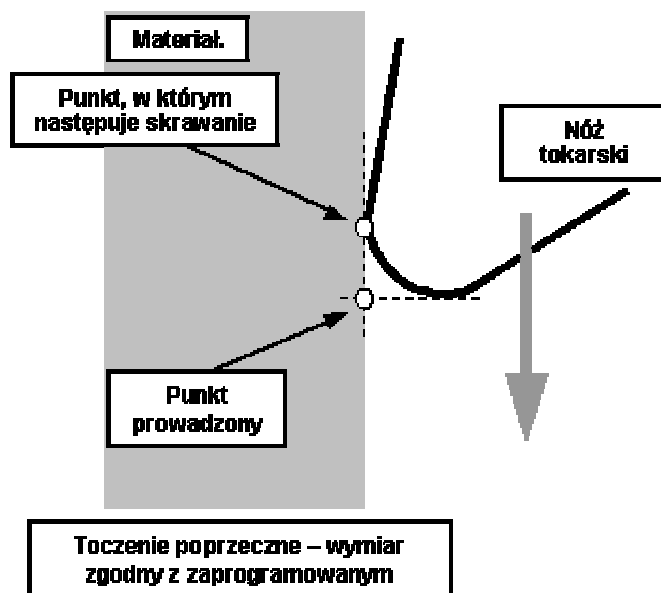 Materiał.
Punkt, w którym
następuje skrawanie
Nóż
tokarski
Punkt
prowadzony
Toczenie poprzeczne – wymiar
zgodny z zaprogramowanym